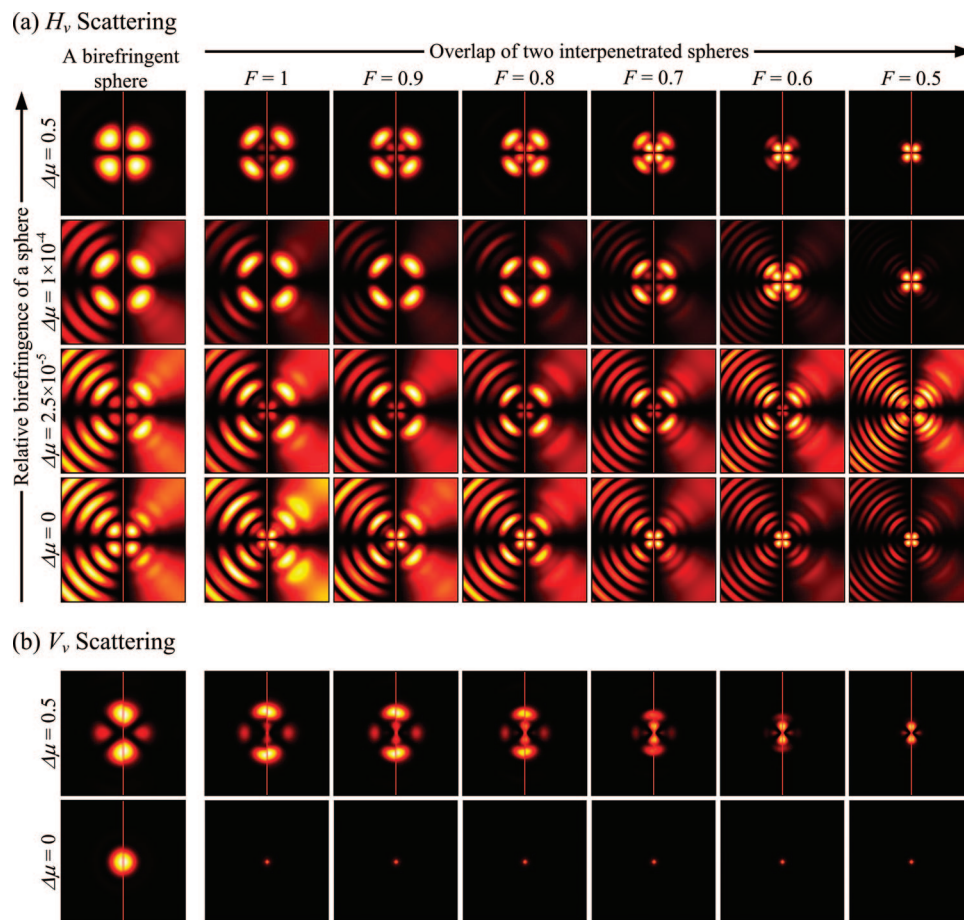 (a) Hv Scattering
A birefringent
sphere
Overlap of two interpenetrated spheres
F = 1
F = 0.9
F = 0.8
F = 0.7
F = 0.6
F = 0.5
Relative birefringence of a sphere
Δμ = 0.5
Δμ = 1×10⁻⁴
Δμ = 2.5×10⁻⁵
Δμ = 0
(b) Vv Scattering
Δμ = 0.5
Δμ = 0